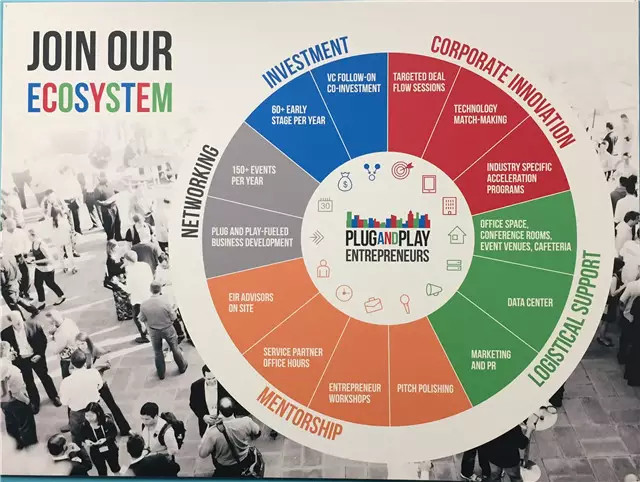 JOIN OUR
ECOSYSTEM
INVESTMENT
60+ EARLY
STAGE PER YEAR
VC FOLLOW-ON
CO-INVESTMENT
CORPORATE INNOVATION
TARGETED DEAL
FLOW SESSIONS
TECHNOLOGY
MATCH-MAKING
INDUSTRY SPECIFIC
ACCELERATION
PROGRAMS
LOGISTICAL SUPPORT
OFFICE SPACE,
CONFERENCE ROOMS,
EVENT VENUES, CAFETERIA
DATA CENTER
MARKETING
AND PR
MENTORSHIP
PITCH POLISHING
ENTREPRENEUR
WORKSHOPS
SERVICE PARTNER
OFFICE HOURS
EIR ADVISORS
ON SITE
NETWORKING
PLUG AND PLAY-FUELED
BUSINESS DEVELOPMENT
150+ EVENTS
PER YEAR
30
$
PLUGANDPLAY
ENTREPRENEURS